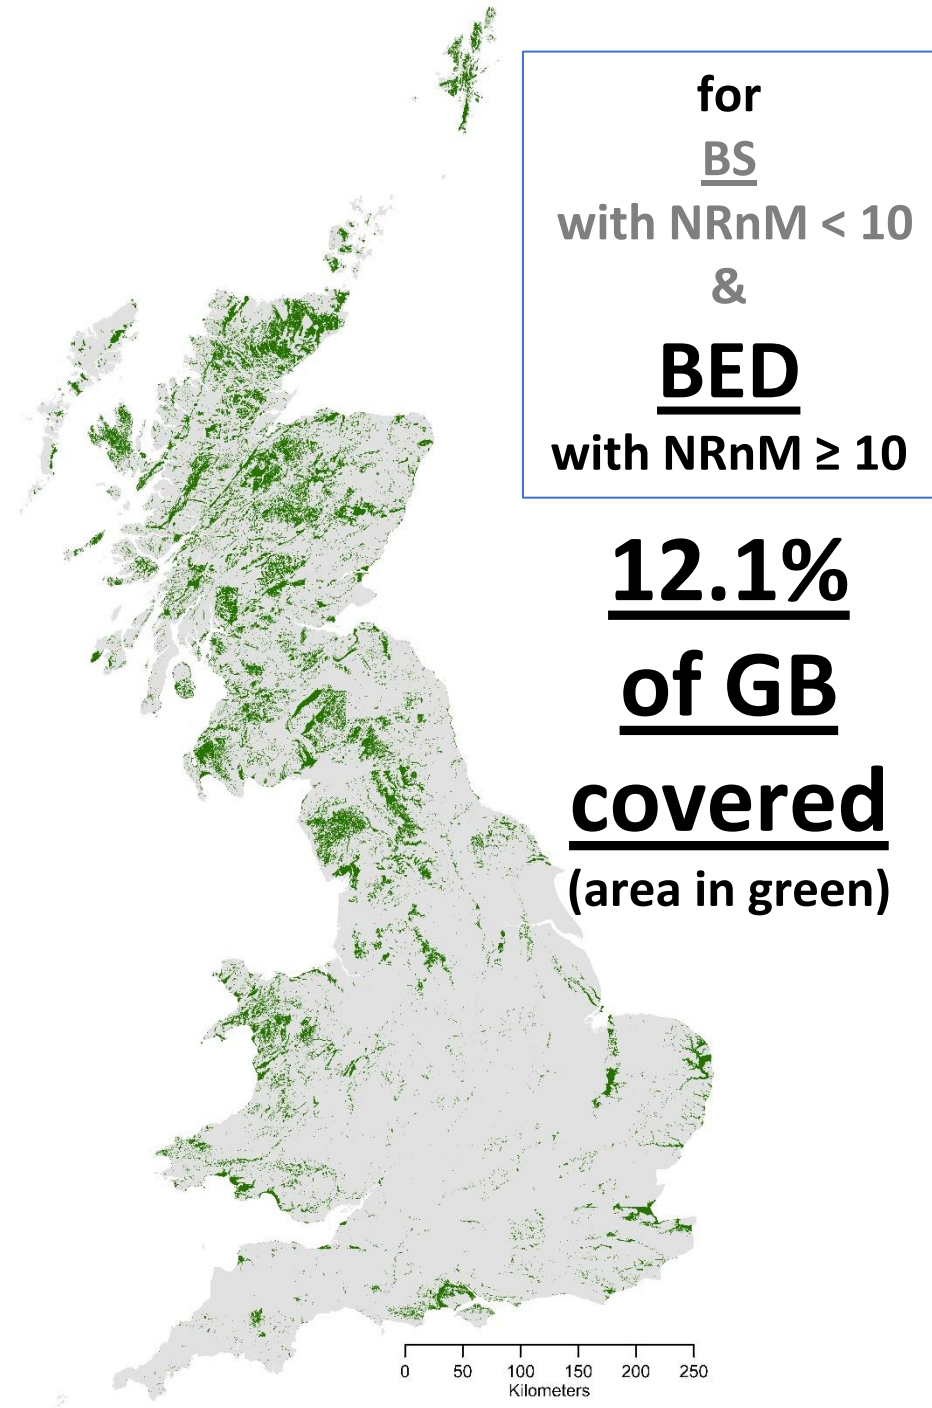 for
BS
with NRnM < 10
&
BED
with NRnM ≥ 10
12.1%
of GB
covered
(area in green)
0 50 100 150 200 250
Kilometers